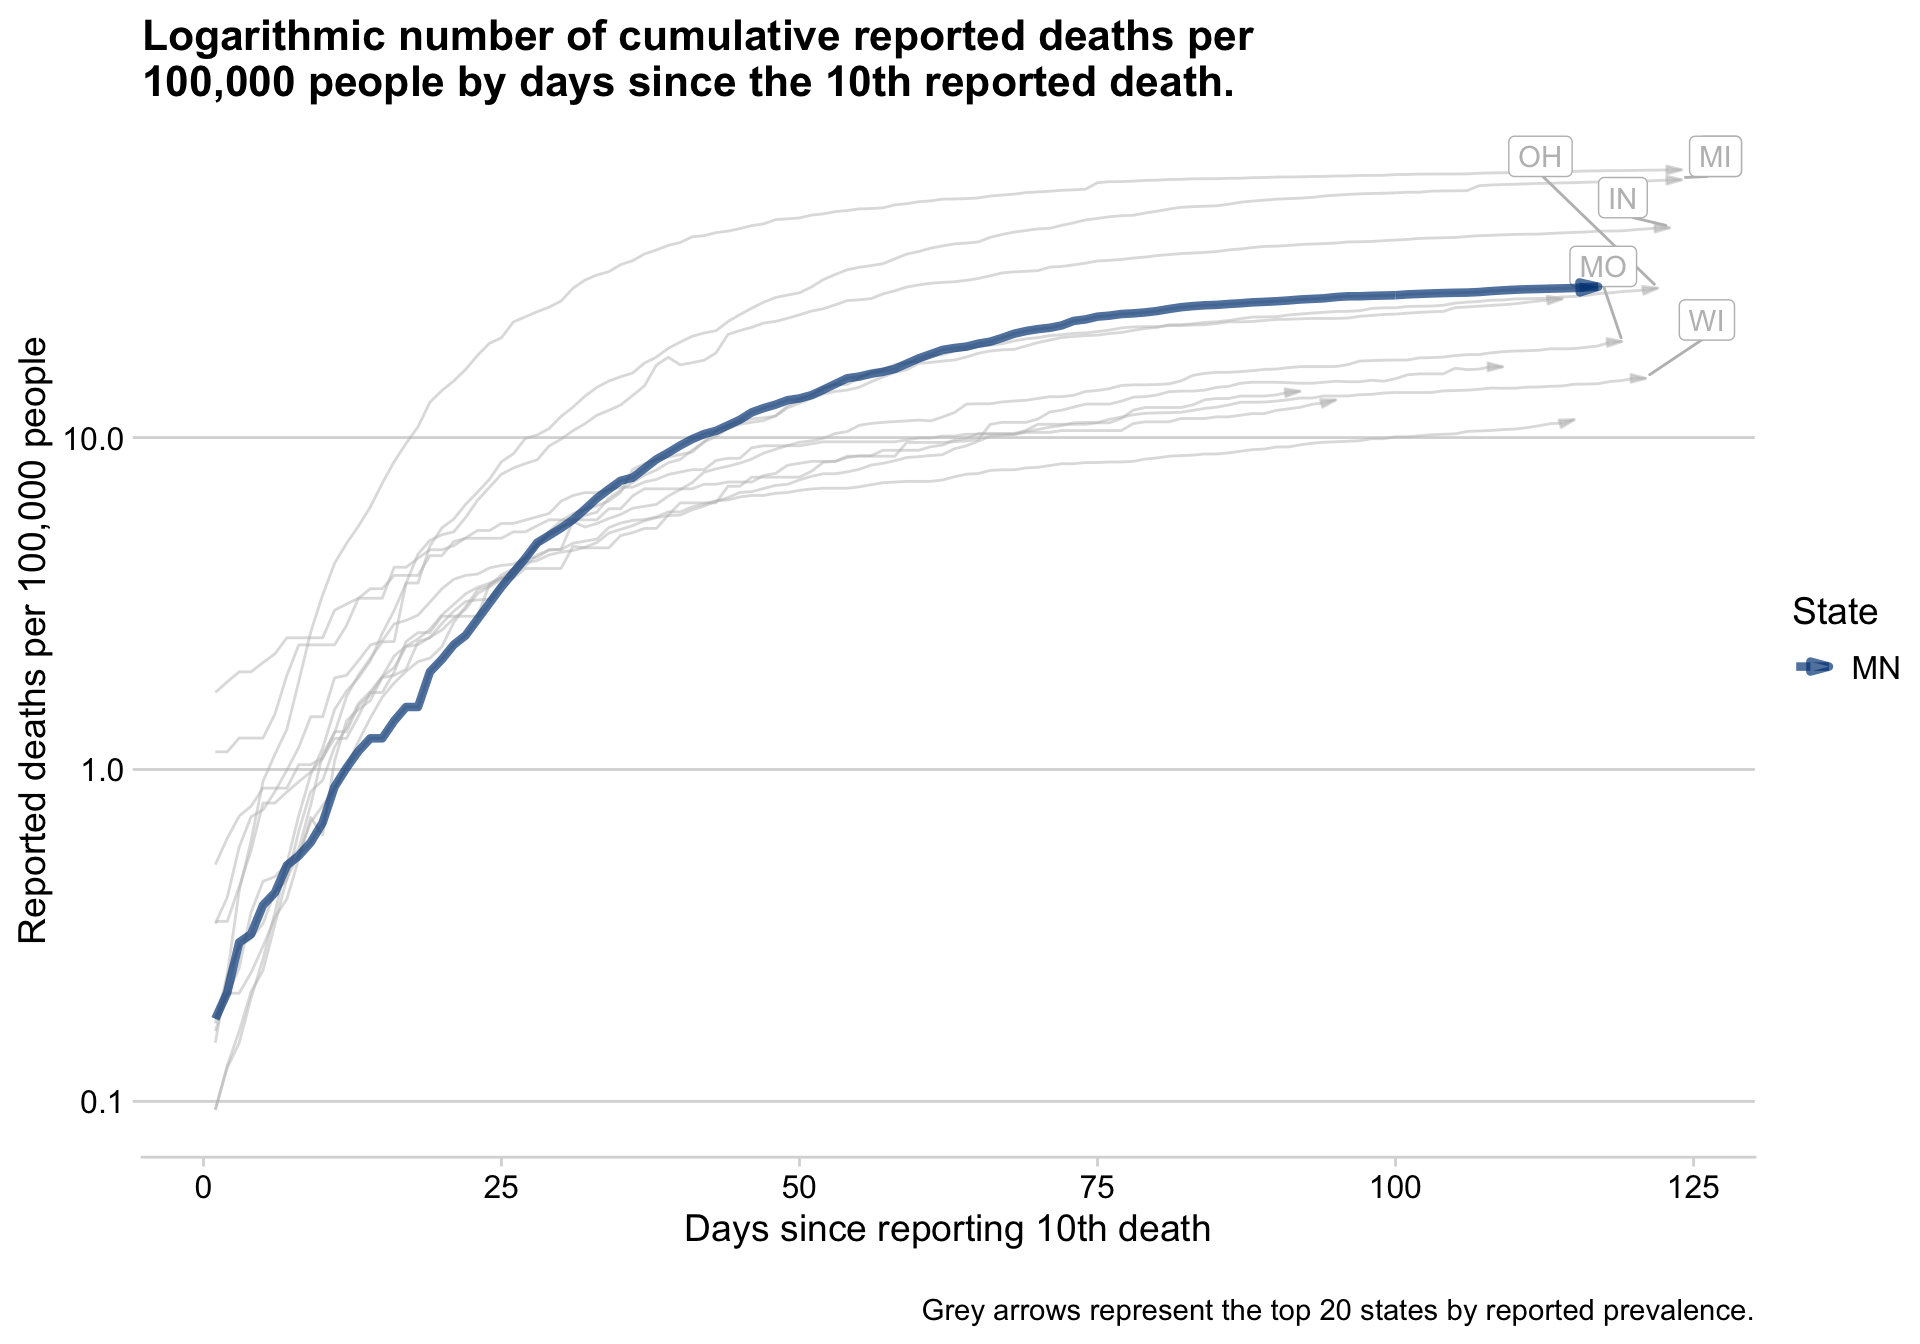 Logarithmic number of cumulative reported deaths per
100,000 people by days since the 10th reported death.
OH
MI
IN
MO
WI
Reported deaths per 100,000 people
10.0
1.0
0.1
State
MN
0
25
50
75
100
125
Days since reporting 10th death
Grey arrows represent the top 20 states by reported prevalence.